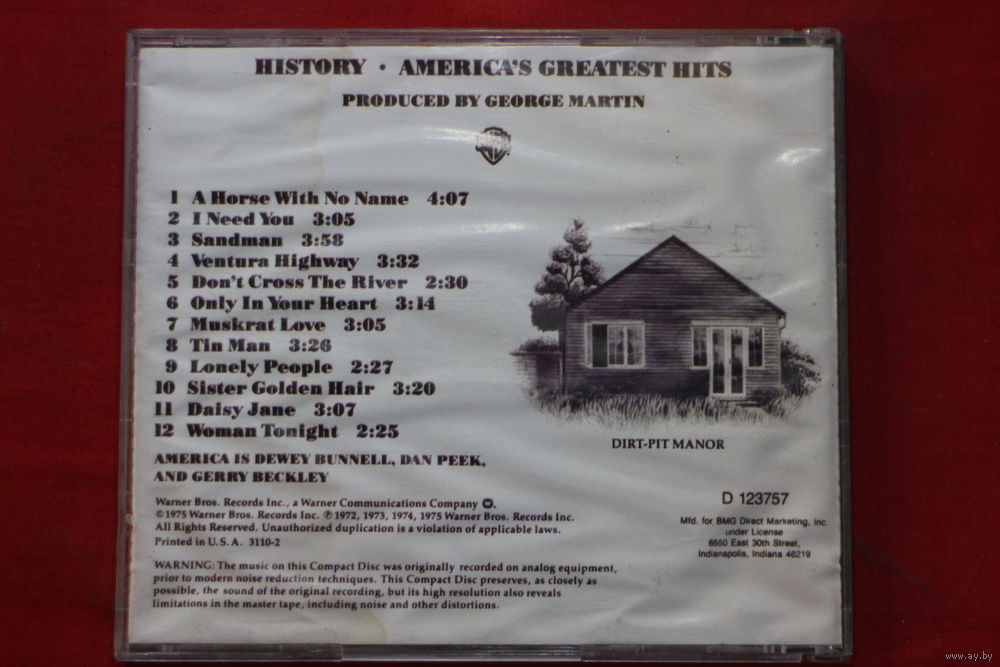 HISTORY • AMERICA'S GREATEST HITS
PRODUCED BY GEORGE MARTIN
1 A Horse With No Name 4:07
2 I Need You 3:05
3 Sandman 3:58
4 Ventura Highway 3:32
5 Don't Cross The River 2:30
6 Only In Your Heart 3:14
7 Muskrat Love 3:05
8 Tin Man 3:26
9 Lonely People 2:27
10 Sister Golden Hair 3:20
11 Daisy Jane 3:07
12 Woman Tonight 2:25
DIRT-PIT MANOR
AMERICA IS DEWEY BUNNELL, DAN PEEK,
AND GERRY BECKLEY
Warner Bros. Records Inc., a Warner Communications Company.
©1975 Warner Bros. Records Inc. ℗ 1972, 1973, 1974, 1975 Warner Bros. Records Inc.
All Rights Reserved. Unauthorized duplication is a violation of applicable laws.
Printed in U.S.A. 3110-2
D 123757
Mfd. for BMG Direct Marketing, Inc.
under License
6550 East 30th Street,
Indianapolis, Indiana 46219
WARNING: The music on this Compact Disc was originally recorded on analog equipment,
prior to modern noise reduction techniques. This Compact Disc preserves, as closely as
possible, the sound of the original recording, but its high resolution also reveals
limitations in the master tape, including noise and other distortions.
www.ay.by